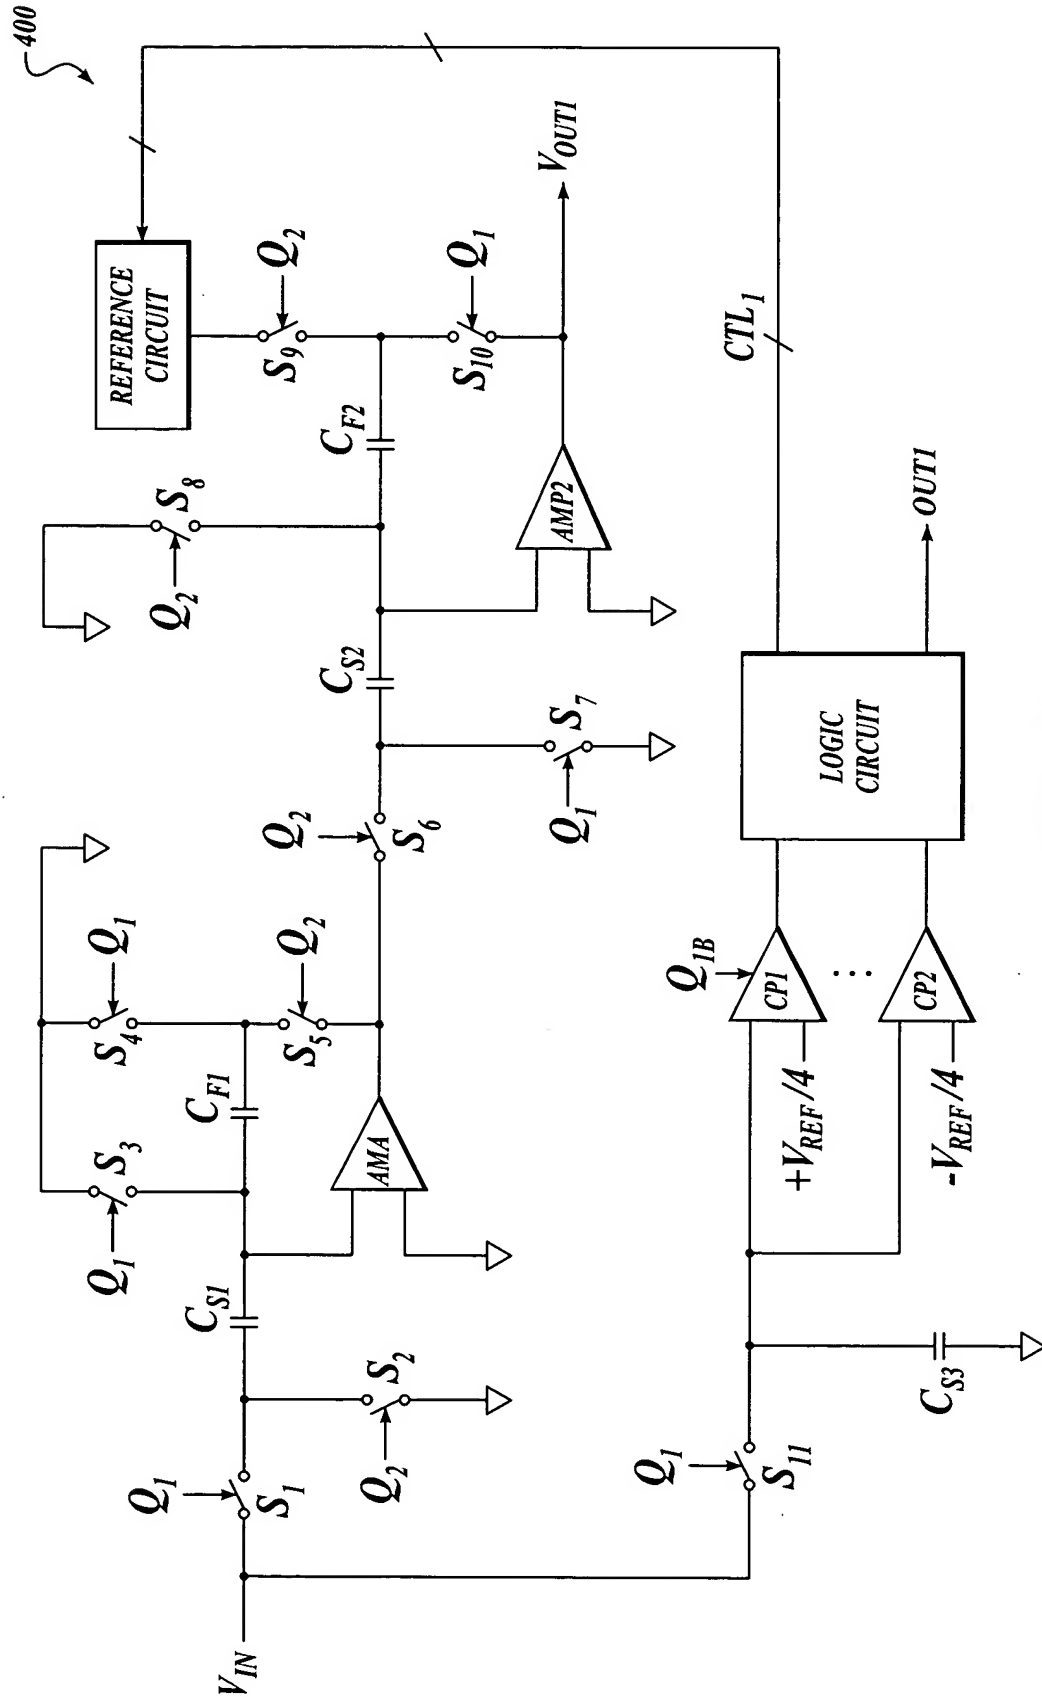 400
REFERENCE
CIRCUIT
Q2
S9
Q1
S10
VOUT1
CF2
S8
Q2
AMP2
CS2
S7
Q1
Q2
S6
Q1
S4
Q2
S5
CF1
S3
Q1
AMA
CS1
S2
Q2
Q1
S1
VIN
CTL1
OUT1
LOGIC
CIRCUIT
Q1B
CP1
...
CP2
+VREF/4
-VREF/4
CS3
Q1
S11